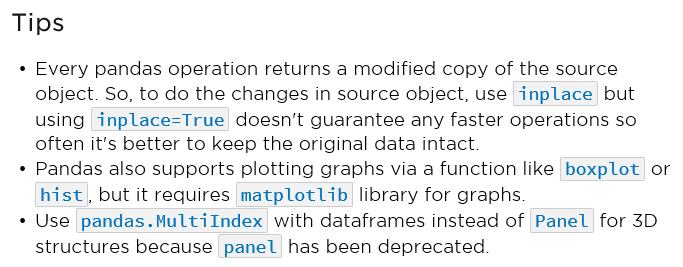 Tips
• Every pandas operation returns a modified copy of the source
object. So, to do the changes in source object, use inplace but
using inplace=True doesn't guarantee any faster operations so
often it's better to keep the original data intact.
• Pandas also supports plotting graphs via a function like boxplot or
hist, but it requires matplotlib library for graphs.
• Use pandas.MultiIndex with dataframes instead of Panel for 3D
structures because panel has been deprecated.